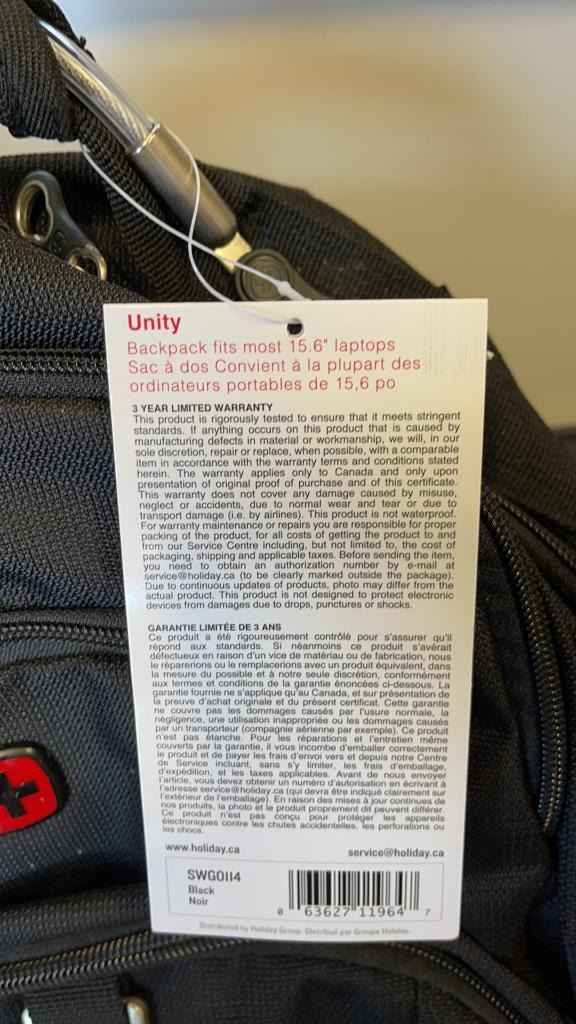 Unity
Backpack fits most 15.6" laptops
Sac à dos Convient à la plupart des
ordinateurs portables de 15,6 po
3 YEAR LIMITED WARRANTY
This product is rigorously tested to ensure that it meets stringent
standards. If anything occurs on this product that is caused by
manufacturing defects in material or workmanship, we will, in our
sole discretion, repair or replace, when possible, with a comparable
item in accordance with the warranty terms and conditions stated
herein. The warranty applies only to Canada and only upon
presentation of original proof of purchase and of this certificate.
This warranty does not cover any damage caused by misuse,
neglect or accidents, due to normal wear and tear or due to
transport damage (i.e. by airlines). This product is not waterproof.
For warranty maintenance or repairs you are responsible for proper
packing of the product, for all costs of getting the product to and
from our Service Centre including, but not limited to, the cost of
packaging, shipping and applicable taxes. Before sending the item,
you need to obtain an authorization number by e-mail at
service@holiday.ca (to be clearly marked outside the package).
Due to continuous updates of products, photo may differ from the
actual product. This product is not designed to protect electronic
devices from damages due to drops, punctures or shocks.
GARANTIE LIMITÉE DE 3 ANS
Ce produit a été rigoureusement contrôlé pour s'assurer qu'il
répond aux standards. Si néanmoins ce produit s'avérait
défectueux en raison d'un vice de matériau ou de fabrication, nous
le réparerions ou le remplacerions avec un produit équivalent, dans
la mesure du possible et à notre seule discrétion, conformément
aux termes et conditions de la garantie énoncées ci-dessous. La
garantie fournie ne s'applique qu'au Canada, et sur présentation de
la preuve d'achat originale et du présent certificat. Cette garantie
ne couvre pas les dommages causés par l'usure normale, la
négligence, une utilisation inappropriée ou les dommages causés
par un transporteur (compagnie aérienne par exemple). Ce produit
n'est pas étanche. Pour les réparations et l'entretien même
couverts par la garantie, il vous incombe d'emballer correctement
le produit et de payer les frais d'envoi vers et depuis notre Centre
de Service incluant, sans s'y limiter, les frais d'emballage,
d'expédition, et les taxes applicables. Avant de nous envoyer
l'article, vous devez obtenir un numéro d'autorisation en écrivant à
l'adresse service@holiday.ca (qui devra être indiqué clairement sur
l'extérieur de l'emballage). En raison des mises à jour continues de
nos produits, la photo et le produit proprement dit peuvent différer.
Ce produit n'est pas conçu pour protéger les appareils
électroniques contre les chutes accidentelles, les perforations ou
les chocs.
www.holiday.ca service@holiday.ca
SWG0114
Black
Noir
0 63627 11964 7
Distributed by Holiday Group. Distribué par Groupe Holiday.